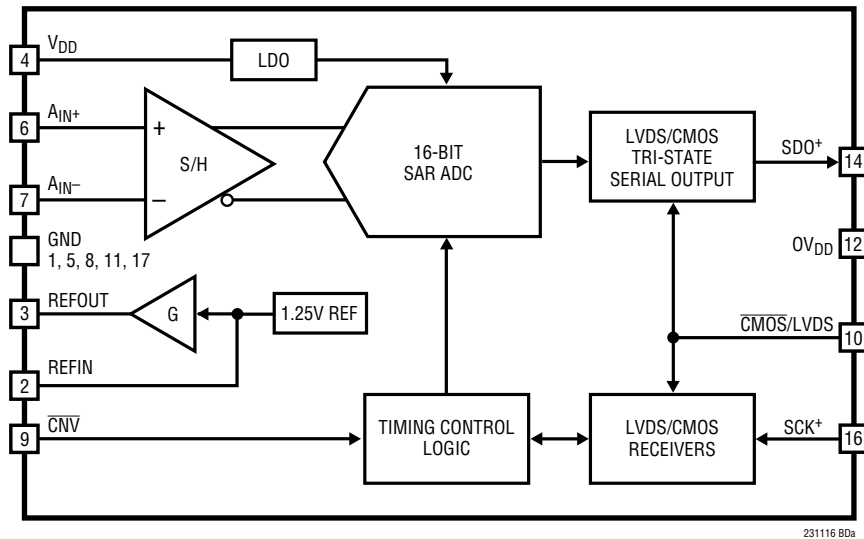 4
VDD
LDO
6
AIN+
+
S/H
7
AIN–
–
16-BIT
SAR ADC
LVDS/CMOS
TRI-STATE
SERIAL OUTPUT
SDO+
14
GND
1, 5, 8, 11, 17
OVDD
12
3
REFOUT
G
1.25V REF
C̅M̅O̅S̅/LVDS
10
2
REFIN
9
C̅N̅V̅
TIMING CONTROL
LOGIC
LVDS/CMOS
RECEIVERS
SCK+
16
231116 BDa